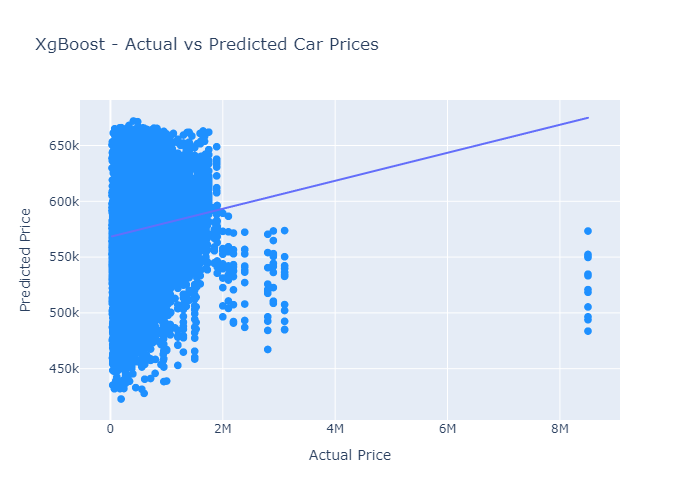 XgBoost - Actual vs Predicted Car Prices
650k
600k
550k
500k
450k
Predicted Price
0
2M
4M
6M
8M
Actual Price